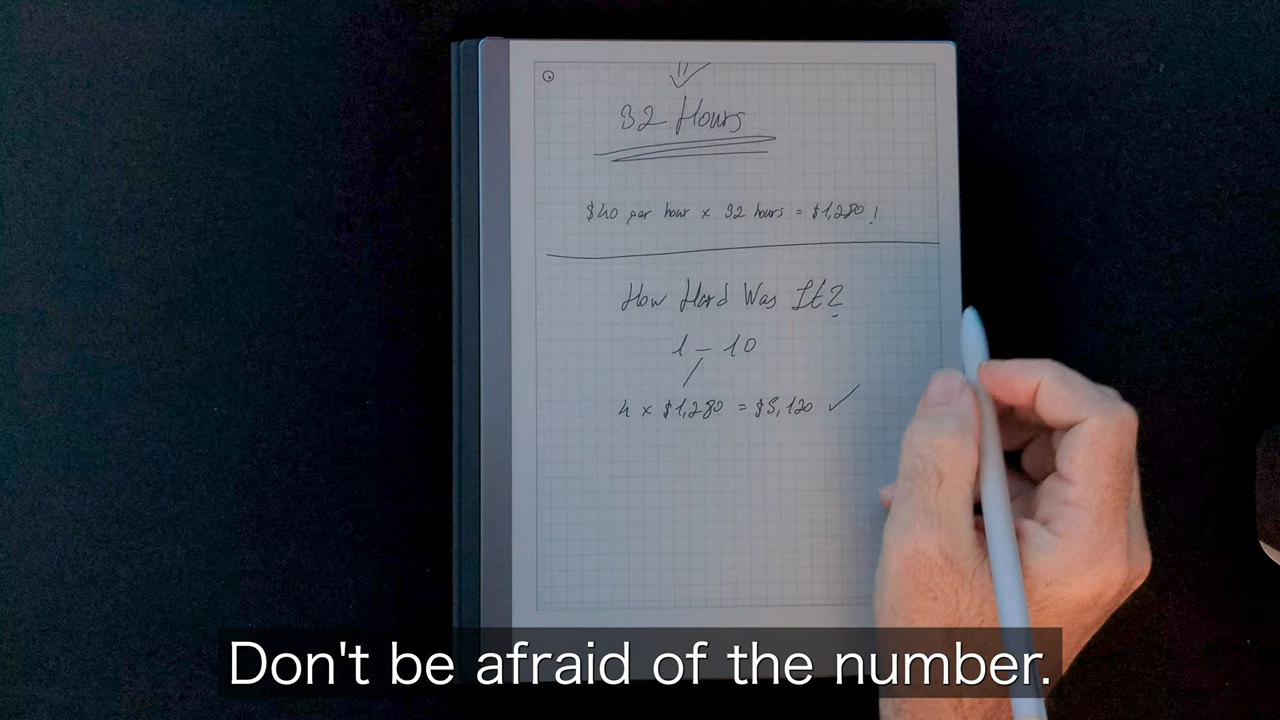 32 Hours
$40 per hour x 32 hours = $1,280!
How Hard Was It?
1 - 10
4 x $1,280 = $5,120 ✓
Don't be afraid of the number.